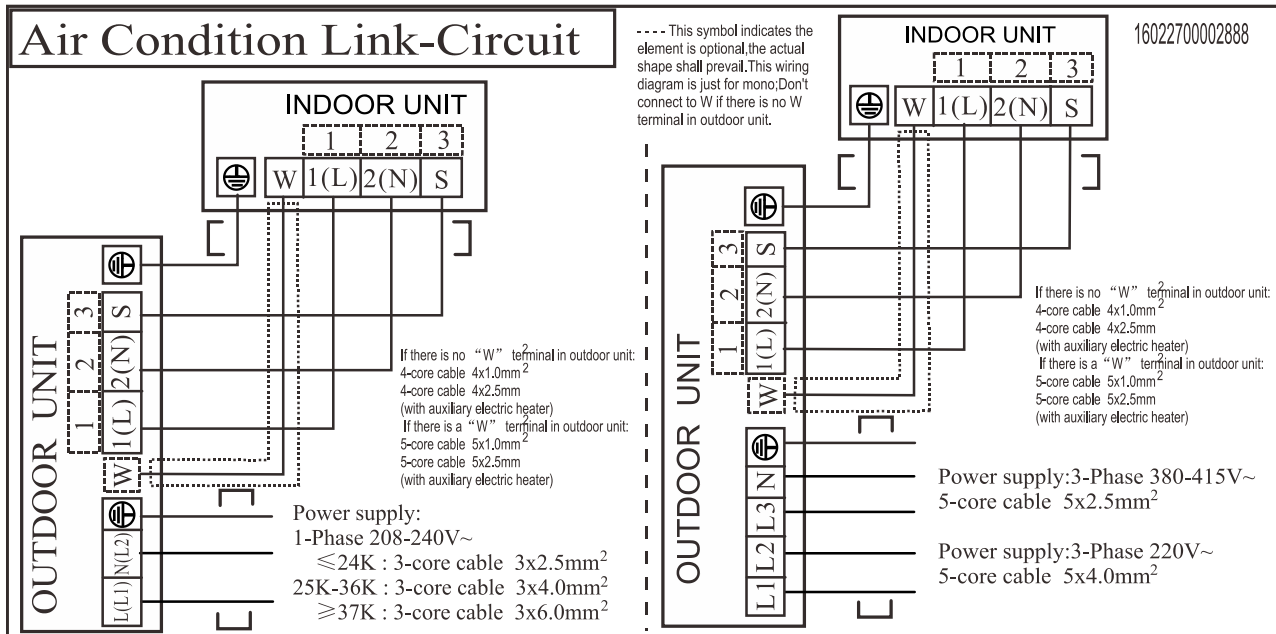 Air Condition Link-Circuit
---- This symbol indicates the
element is optional,the actual
shape shall prevail.This wiring
diagram is just for mono;Don't
connect to W if there is no W
terminal in outdoor unit.
16022700002888
INDOOR UNIT
1 2 3
W 1(L) 2(N) S
OUTDOOR UNIT
3 S
2 2(N)
1 1(L)
W
N(L2)
L(L1)
If there is no “W” terminal in outdoor unit:
4-core cable 4x1.0mm²
4-core cable 4x2.5mm²
(with auxiliary electric heater)
If there is a “W” terminal in outdoor unit:
5-core cable 5x1.0mm²
5-core cable 5x2.5mm²
(with auxiliary electric heater)
Power supply:
1-Phase 208-240V~
≤24K : 3-core cable 3x2.5mm²
25K-36K : 3-core cable 3x4.0mm²
≥37K : 3-core cable 3x6.0mm²
INDOOR UNIT
1 2 3
W 1(L) 2(N) S
OUTDOOR UNIT
3 S
2 2(N)
1 1(L)
W
N
L3
L2
L1
If there is no “W” terminal in outdoor unit:
4-core cable 4x1.0mm²
4-core cable 4x2.5mm²
(with auxiliary electric heater)
If there is a “W” terminal in outdoor unit:
5-core cable 5x1.0mm²
5-core cable 5x2.5mm²
(with auxiliary electric heater)
Power supply:3-Phase 380-415V~
5-core cable 5x2.5mm²
Power supply:3-Phase 220V~
5-core cable 5x4.0mm²